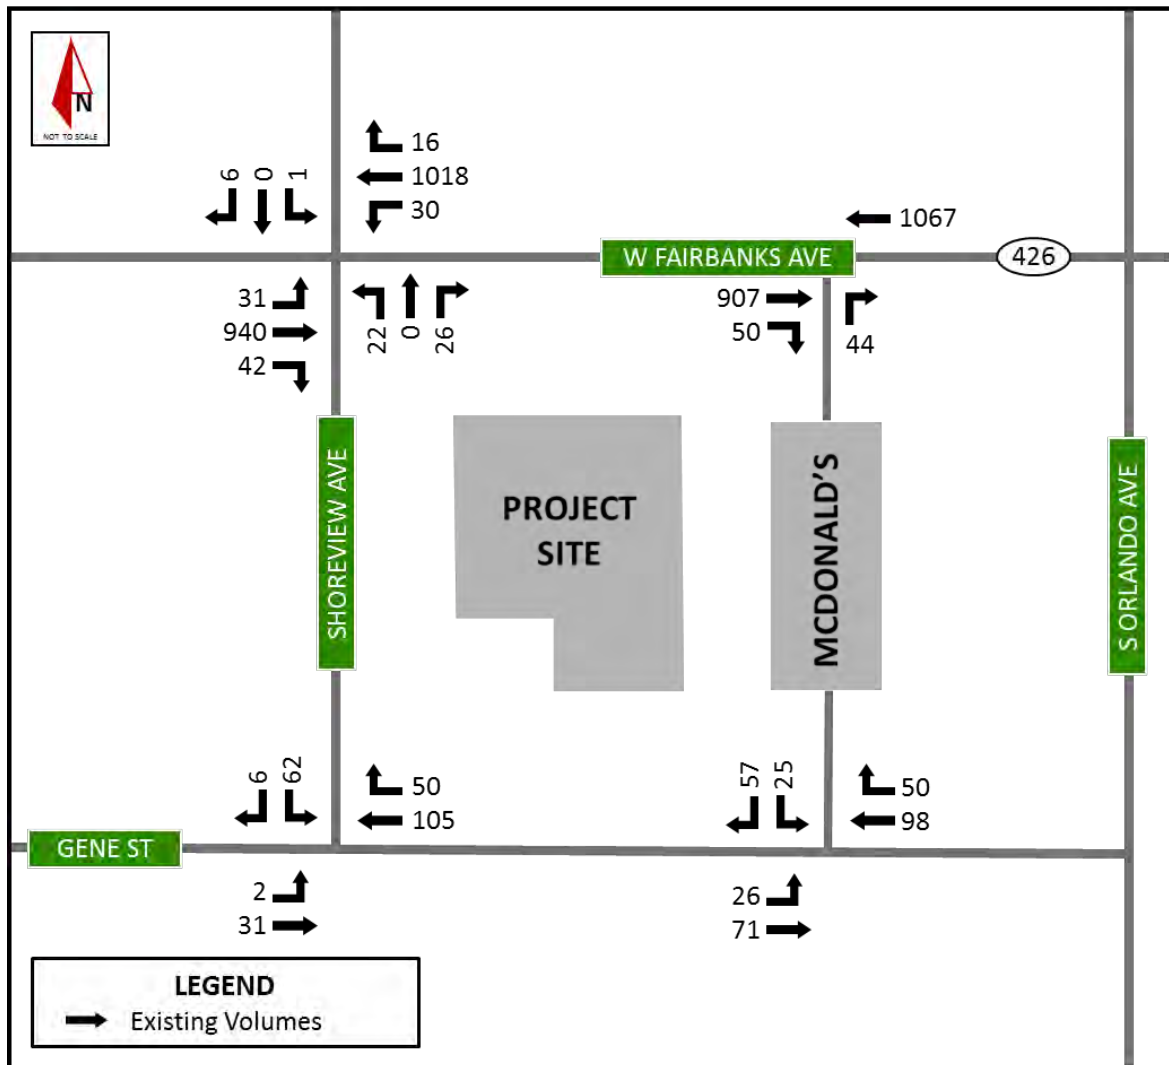 N
NOT TO SCALE
16
6 0 1
1018
30
1067
W FAIRBANKS AVE
426
31
907
940
50
22 0 26
44
42
SHOREVIEW AVE
PROJECT
SITE
MCDONALD'S
S ORLANDO AVE
6 62
57 25
50
50
105
98
GENE ST
2
26
31
71
LEGEND
Existing Volumes